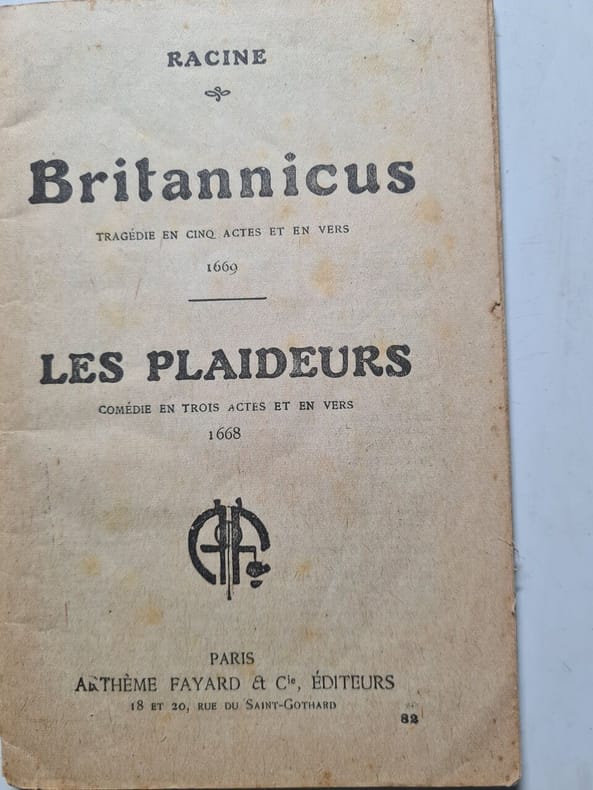 RACINE
Britannicus
TRAGÉDIE EN CINQ ACTES ET EN VERS
1669
LES PLAIDEURS
COMÉDIE EN TROIS ACTES ET EN VERS
1668
PARIS
ARTHÈME FAYARD & Cie, ÉDITEURS
18 ET 20, RUE DU SAINT-GOTHARD
82